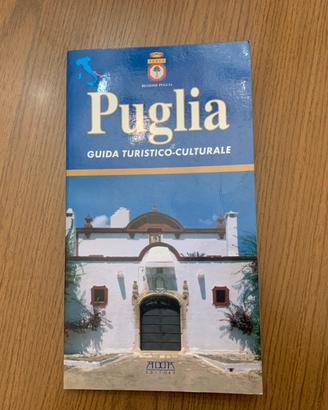 REGIONE PUGLIA
Puglia
GUIDA TURISTICO-CULTURALE
ADDA
EDITORE